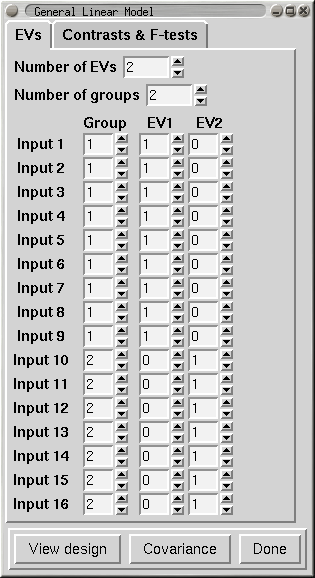 General Linear Model
EVs Contrasts & F-tests
Number of EVs 2
Number of groups 2
Group EV1 EV2
Input 1 1 1 0
Input 2 1 1 0
Input 3 1 1 0
Input 4 1 1 0
Input 5 1 1 0
Input 6 1 1 0
Input 7 1 1 0
Input 8 1 1 0
Input 9 1 1 0
Input 10 2 0 1
Input 11 2 0 1
Input 12 2 0 1
Input 13 2 0 1
Input 14 2 0 1
Input 15 2 0 1
Input 16 2 0 1
View design Covariance Done